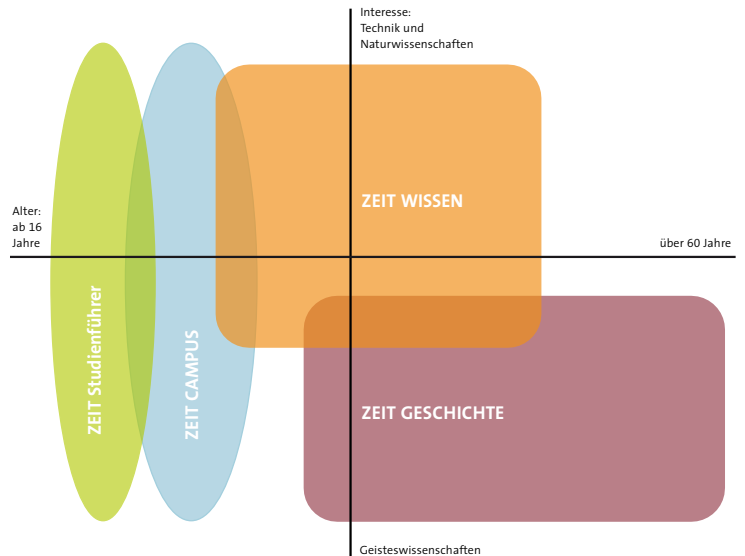 Interesse:
Technik und
Naturwissenschaften
ZEIT WISSEN
Alter:
ab 16
Jahre
über 60 Jahre
ZEIT Studienführer
ZEIT CAMPUS
ZEIT GESCHICHTE
Geisteswissenschaften